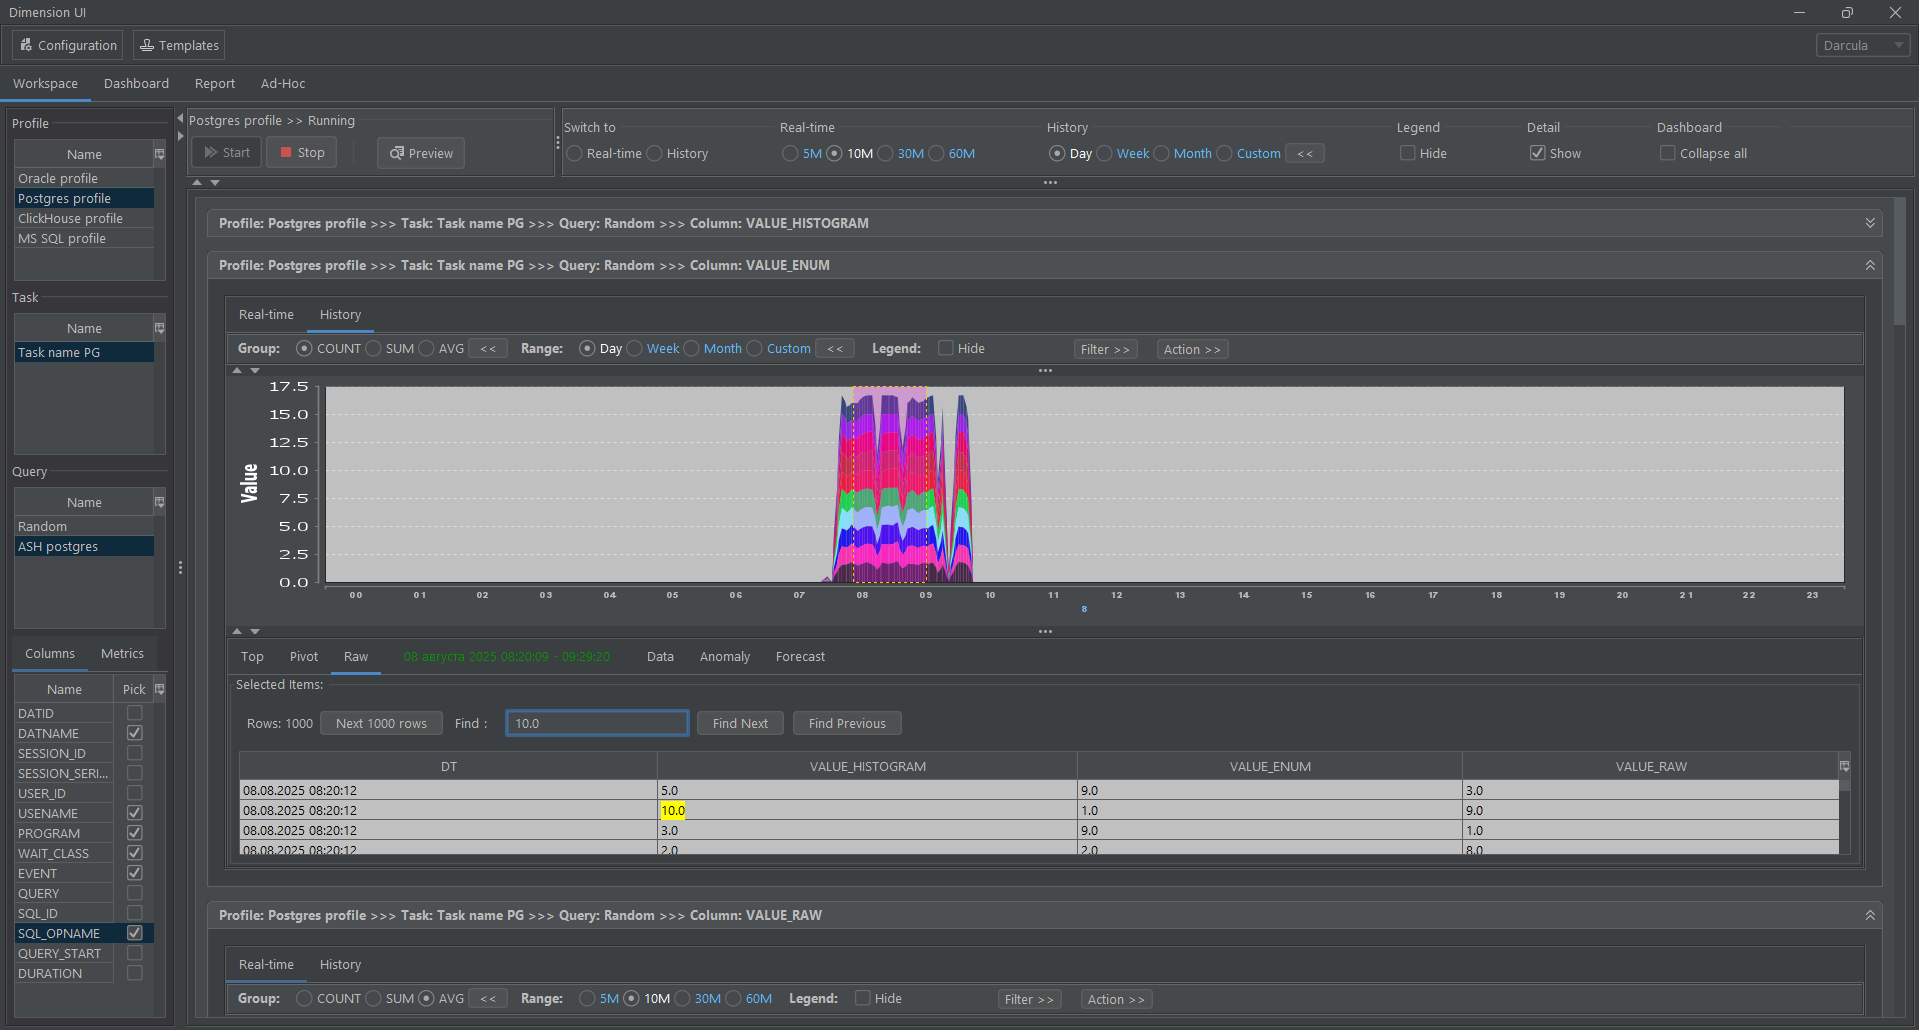 Dimension UI
Configuration Templates Darcula
Workspace Dashboard Report Ad-Hoc
Profile
Name
Oracle profile
Postgres profile
ClickHouse profile
MS SQL profile
Task
Name
Task name PG
Query
Name
Random
ASH postgres
Columns Metrics
Name Pick
DATID
DATNAME
SESSION_ID
SESSION_SERI...
USER_ID
USENAME
PROGRAM
WAIT_CLASS
EVENT
QUERY
SQL_ID
SQL_OPNAME
QUERY_START
DURATION
Postgres profile >> Running
Start Stop Preview
Switch to
Real-time History
Real-time
5M 10M 30M 60M
History
Day Week Month Custom <<
Legend
Hide
Detail
Show
Dashboard
Collapse all
Profile: Postgres profile >>> Task: Task name PG >>> Query: Random >>> Column: VALUE_HISTOGRAM
Profile: Postgres profile >>> Task: Task name PG >>> Query: Random >>> Column: VALUE_ENUM
Real-time History
Group: COUNT SUM AVG << Range: Day Week Month Custom << Legend: Hide Filter >> Action >>
Value
17.5
15.0
12.5
10.0
7.5
5.0
2.5
0.0
00 01 02 03 04 05 06 07 08 09 10 11 12 13 14 15 16 17 18 19 20 21 22 23
8
Top Pivot Raw 08 августа 2025 08:20:09 - 09:29:20 Data Anomaly Forecast
Selected Items:
Rows: 1000 Next 1000 rows Find : 10.0 Find Next Find Previous
DT VALUE_HISTOGRAM VALUE_ENUM VALUE_RAW
08.08.2025 08:20:12 5.0 9.0 3.0
08.08.2025 08:20:12 10.0 1.0 9.0
08.08.2025 08:20:12 3.0 9.0 1.0
08.08.2025 08:20:12 2.0 2.0 8.0
Profile: Postgres profile >>> Task: Task name PG >>> Query: Random >>> Column: VALUE_RAW
Real-time History
Group: COUNT SUM AVG << Range: 5M 10M 30M 60M Legend: Hide Filter >> Action >>